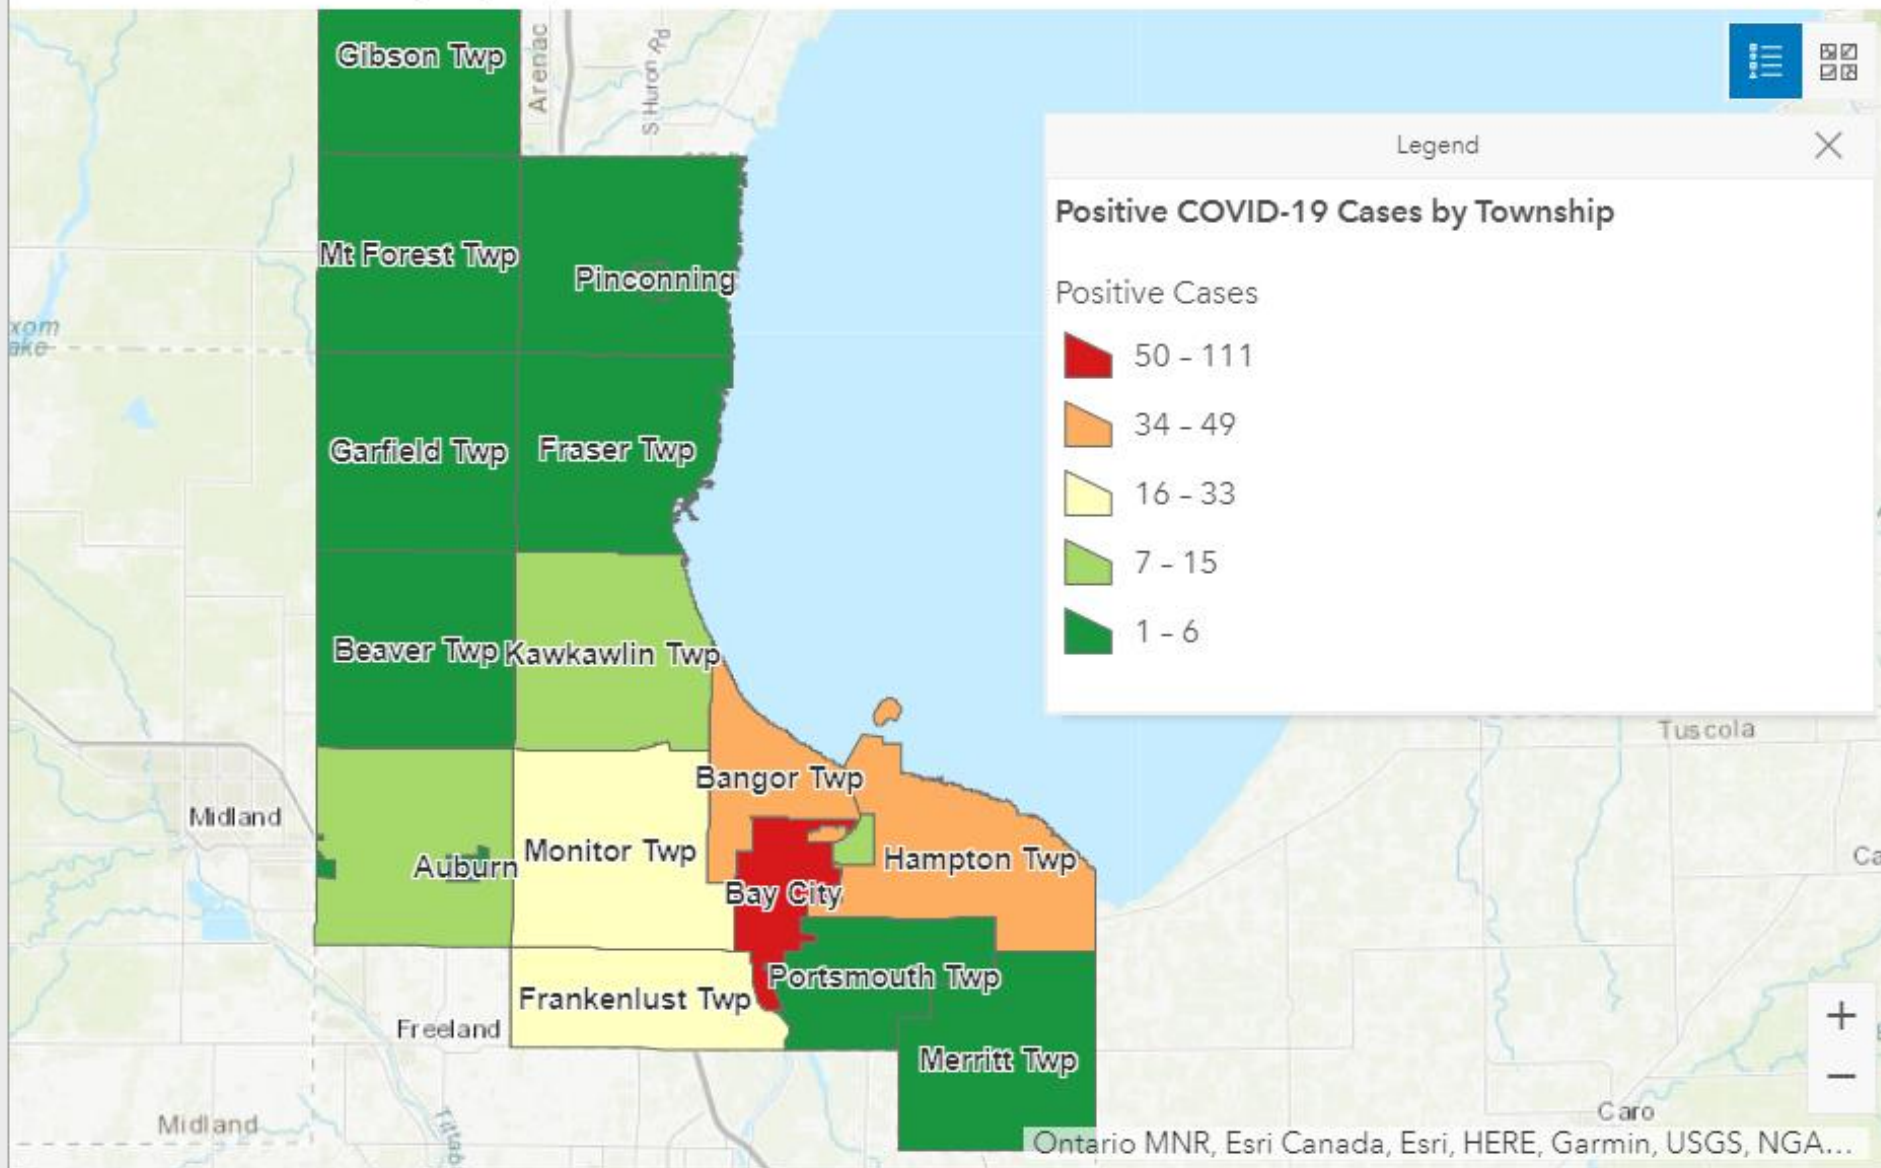 Gibson Twp
Arenac
S Huron Rd
Legend
Positive COVID-19 Cases by Township
Mt Forest Twp
Pinconning
Positive Cases
50 - 111
34 - 49
Garfield Twp
Fraser Twp
16 - 33
7 - 15
1 - 6
Beaver Twp
Kawkawlin Twp
Tuscola
Bangor Twp
Midland
Auburn
Monitor Twp
Hampton Twp
Bay City
Portsmouth Twp
Frankenlust Twp
Freeland
Merritt Twp
Midland
Caro
Ontario MNR, Esri Canada, Esri, HERE, Garmin, USGS, NGA...